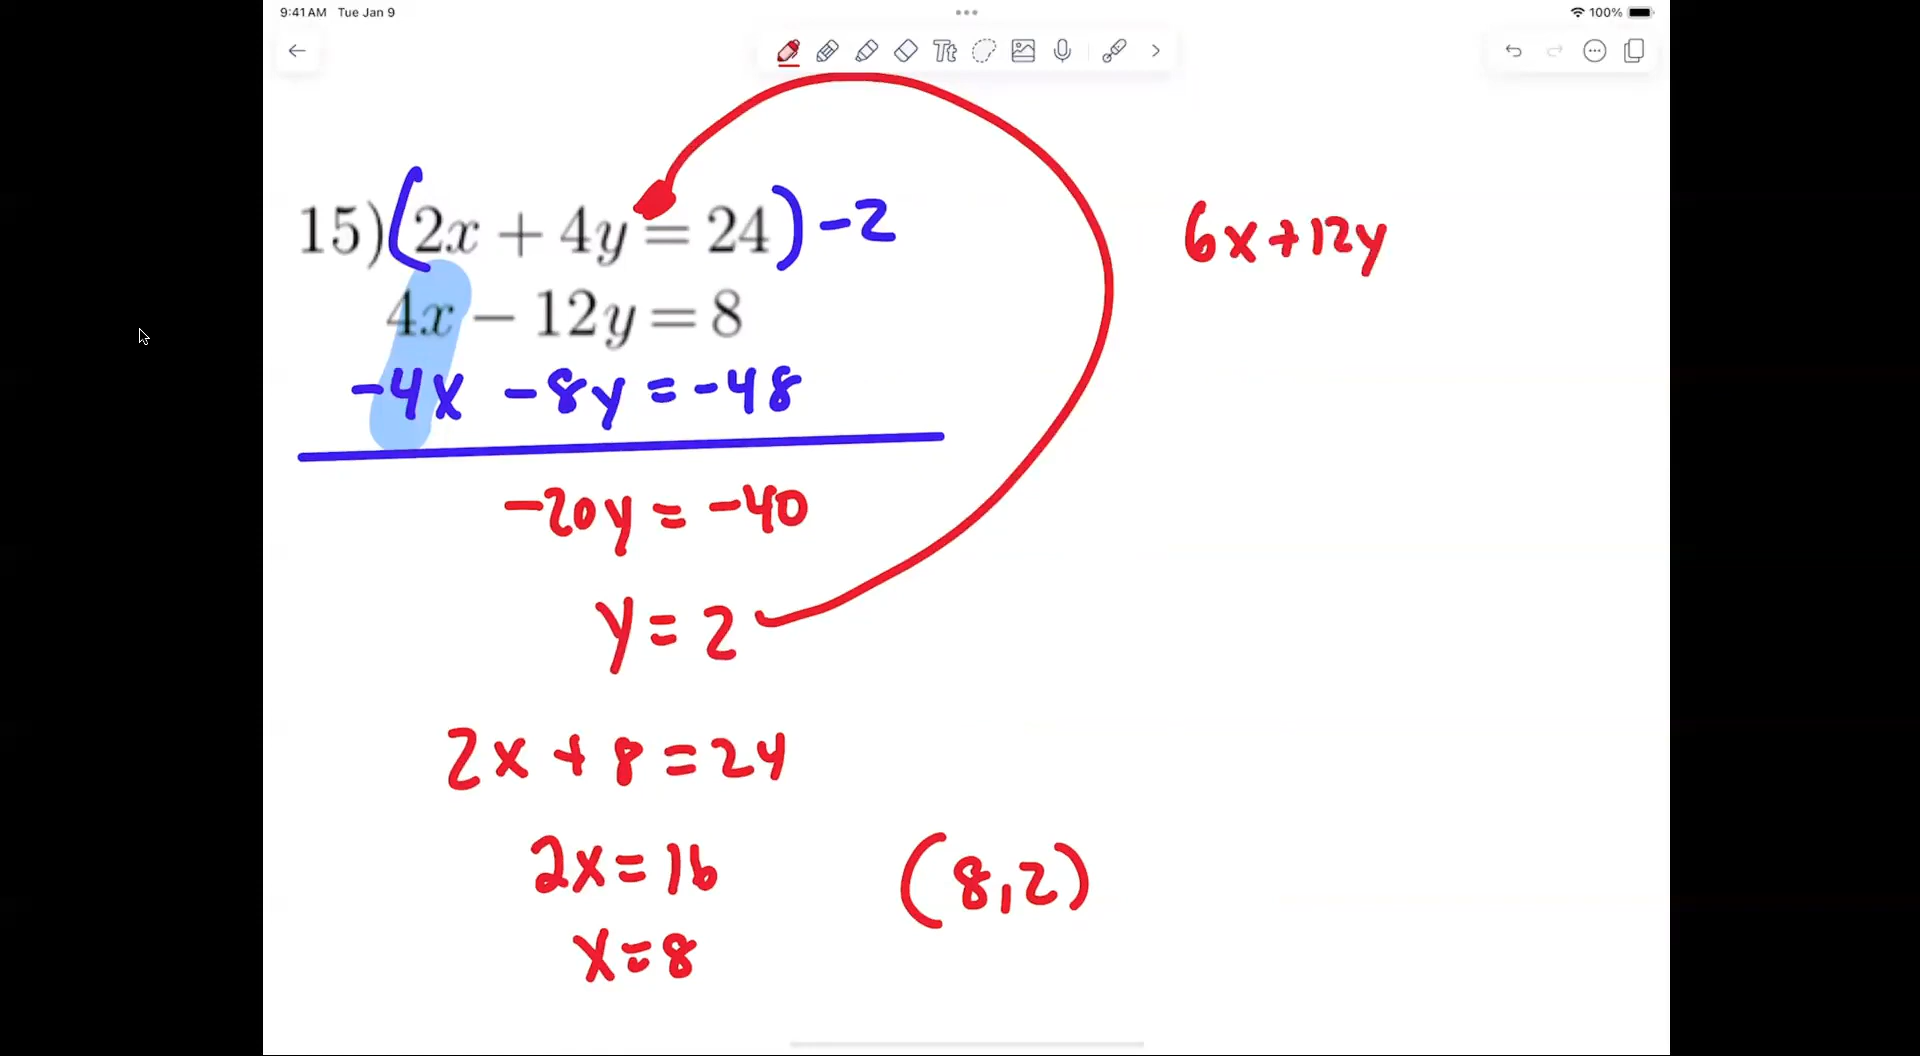 9:41 AM Tue Jan 9
100%
Tt
15) (2x + 4y = 24) -2
6x+12y
4x − 12y = 8
-4x -8y = -48
-20y = -40
y = 2
2x + 8 = 24
2x = 16
(8,2)
x = 8